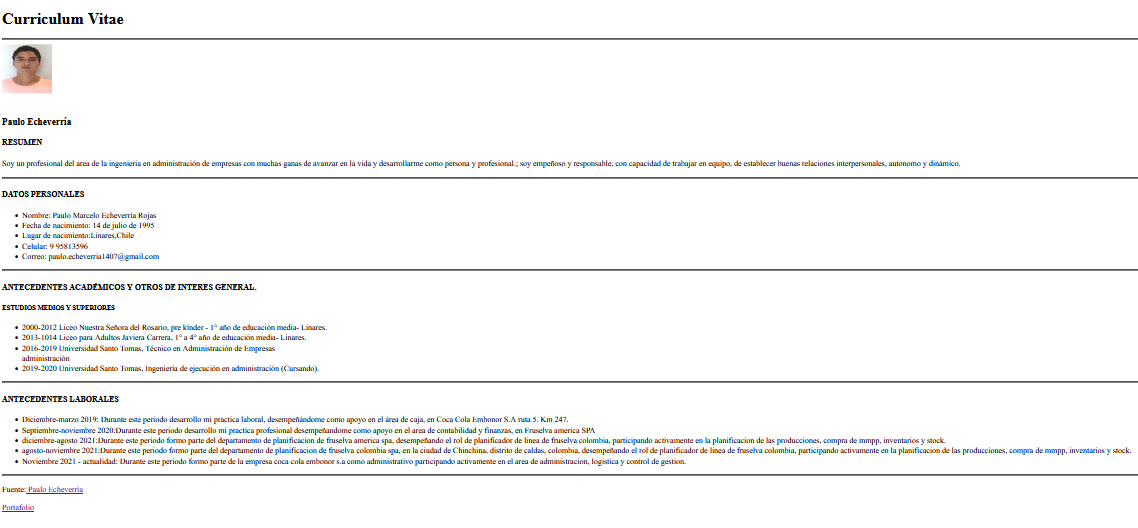 Curriculum Vitae
Paulo Echeverría
RESUMEN
Soy un profesional del area de la ingenieria en administración de empresas con muchas ganas de avanzar en la vida y desarrollarme como persona y profesional.; soy empeñoso y responsable, con capacidad de trabajar en equipo, de establecer buenas relaciones interpersonales, autonomo y dinámico.
DATOS PERSONALES
• Nombre: Paulo Marcelo Echeverría Rojas
• Fecha de nacimiento: 14 de julio de 1995
• Lugar de nacimiento:Linares,Chile
• Celular: 9 95813596
• Correo: paulo.echeverria1407@gmail.com
ANTECEDENTES ACADÉMICOS Y OTROS DE INTERES GENERAL.
ESTUDIOS MEDIOS Y SUPERIORES
• 2000-2012 Liceo Nuestra Señora del Rosario, pre kínder - 1° año de educación media- Linares.
• 2013-1014 Liceo para Adultos Javiera Carrera, 1° a 4° año de educación media- Linares.
• 2016-2019 Universidad Santo Tomas, Técnico en Administración de Empresas
administración
• 2019-2020 Universidad Santo Tomas, Ingeniería de ejecución en administración (Cursando).
ANTECEDENTES LABORALES
• Diciembre-marzo 2019: Durante este periodo desarrollo mi practica laboral, desempeñándome como apoyo en el área de caja, en Coca Cola Embonor S.A ruta 5. Km 247.
• Septiembre-noviembre 2020:Durante este periodo desarrollo mi practica profesional desempeñandome como apoyo en el area de contabilidad y finanzas, en Fruselva america SPA
• diciembre-agosto 2021:Durante este periodo formo parte del departamento de planificacion de fruselva america spa, desempeñando el rol de planificador de linea de fruselva colombia, participando activamente en la planificacion de las producciones, compra de mmpp, inventarios y stock.
• agosto-noviembre 2021:Durante este periodo formo parte del departamento de planificacion de fruselva colombia spa, en la ciudad de Chinchina, distrito de caldas, colombia, desempeñando el rol de planificador de linea de fruselva colombia, participando activamente en la planificacion de las producciones, compra de mmpp, inventarios y stock.
• Noviembre 2021 - actualidad: Durante este periodo formo parte de la empresa coca cola embonor s.a como administrativo participando activamente en el area de administracion, logistica y control de gestion.
Fuente: Paulo Echeverría
Portafolio